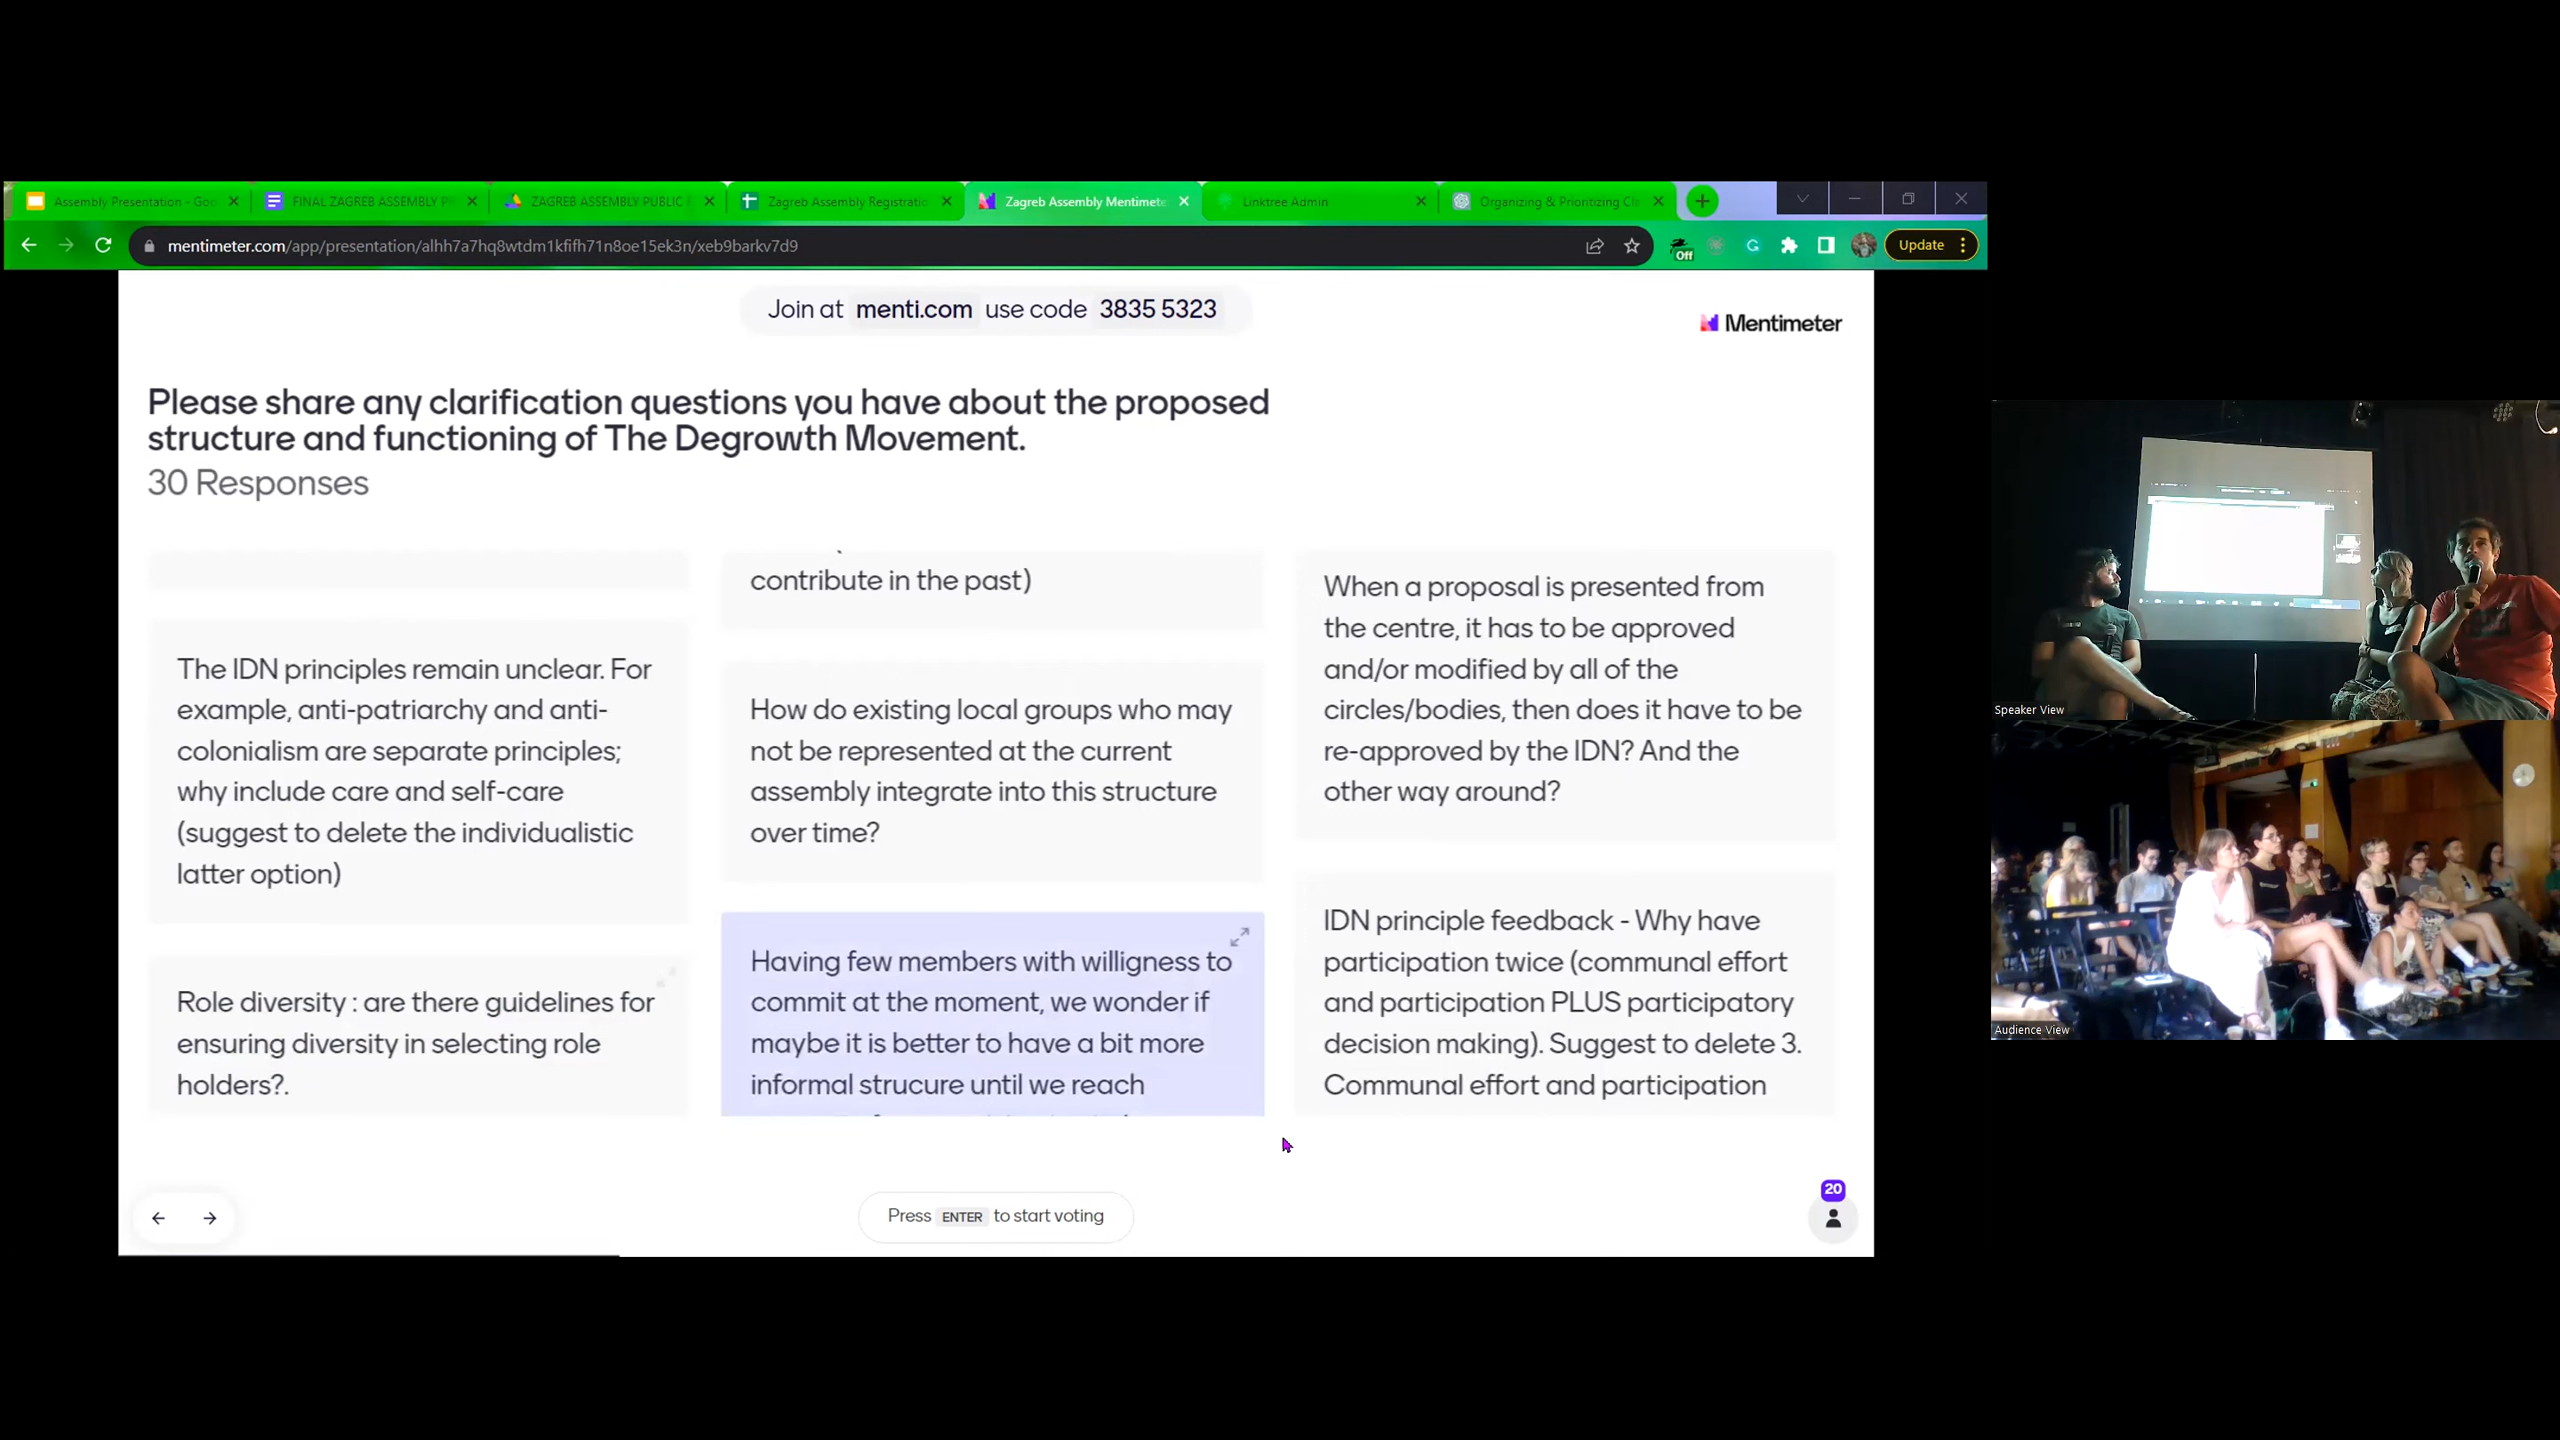 Assembly Presentation - Goo
FINAL ZAGREB ASSEMBLY PR
ZAGREB ASSEMBLY PUBLIC F
Zagreb Assembly Registratio
Zagreb Assembly Mentimete
Linktree Admin
Organizing & Prioritizing Cla
mentimeter.com/app/presentation/alhh7a7hq8wtdm1kfifh71n8oe15ek3n/xeb9barkv7d9
Off
Update
Join at menti.com use code 3835 5323
Mentimeter
Please share any clarification questions you have about the proposed
structure and functioning of The Degrowth Movement.
30 Responses
The IDN principles remain unclear. For
example, anti-patriarchy and anti-
colonialism are separate principles;
why include care and self-care
(suggest to delete the individualistic
latter option)
Role diversity : are there guidelines for
ensuring diversity in selecting role
holders?.
contribute in the past)
How do existing local groups who may
not be represented at the current
assembly integrate into this structure
over time?
Having few members with willigness to
commit at the moment, we wonder if
maybe it is better to have a bit more
informal strucure until we reach
When a proposal is presented from
the centre, it has to be approved
and/or modified by all of the
circles/bodies, then does it have to be
re-approved by the IDN? And the
other way around?
IDN principle feedback - Why have
participation twice (communal effort
and participation PLUS participatory
decision making). Suggest to delete 3.
Communal effort and participation
Press ENTER to start voting
20
Speaker View
Audience View